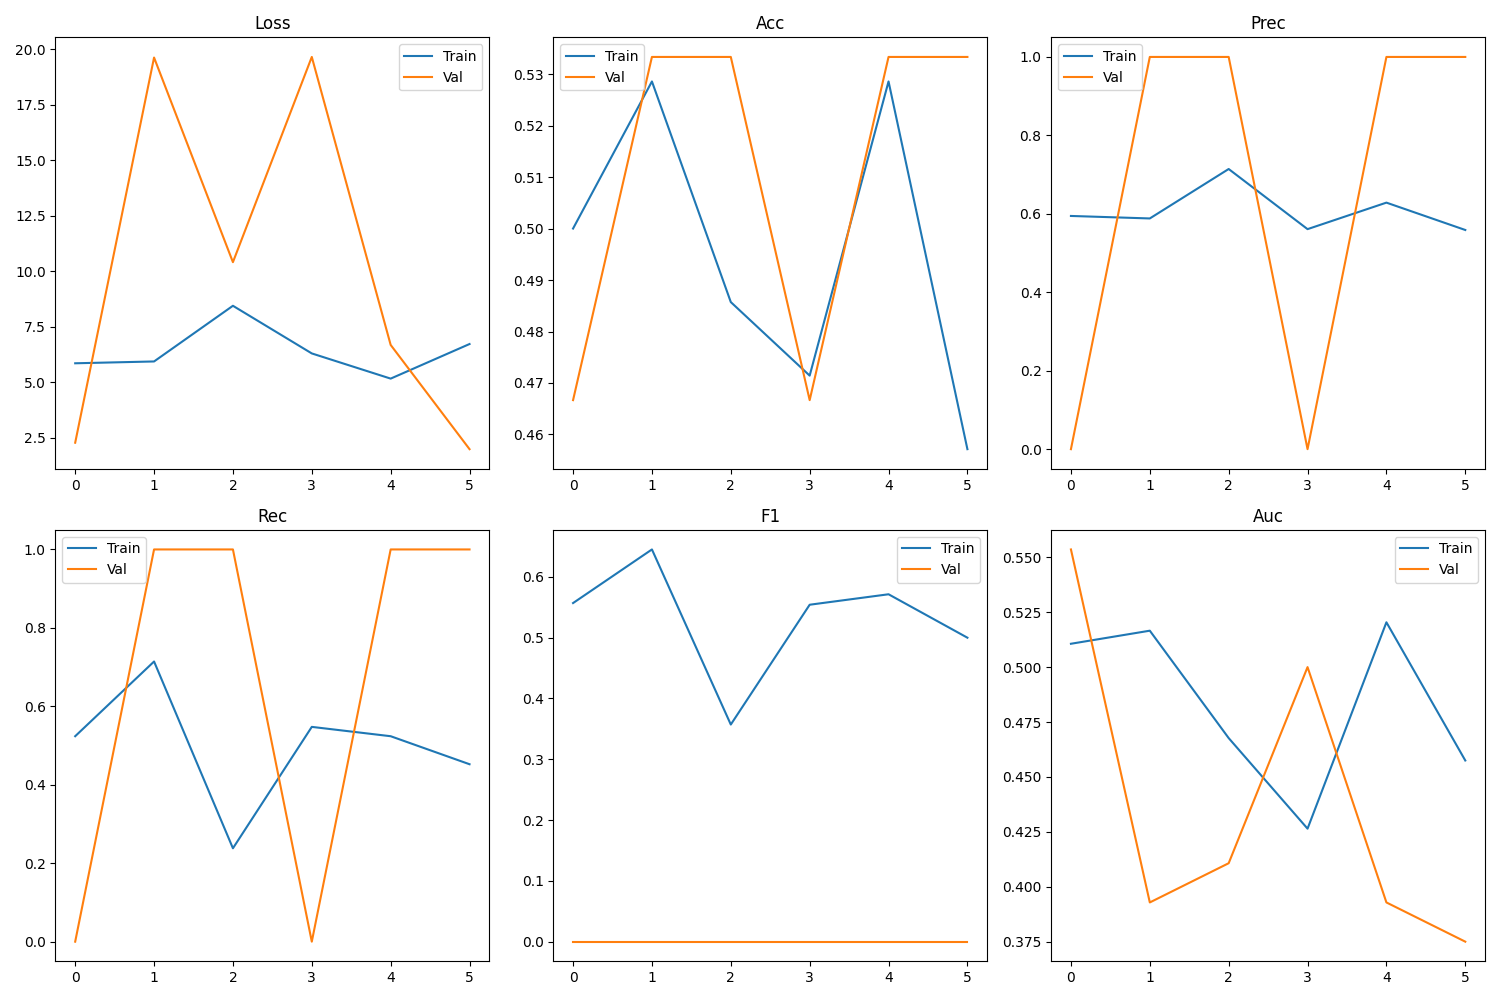 Loss
20.0
17.5
15.0
12.5
10.0
7.5
5.0
2.5
0 1 2 3 4 5
Train
Val
Acc
0.53
0.52
0.51
0.50
0.49
0.48
0.47
0.46
0 1 2 3 4 5
Train
Val
Prec
1.0
0.8
0.6
0.4
0.2
0.0
0 1 2 3 4 5
Train
Val
Rec
1.0
0.8
0.6
0.4
0.2
0.0
0 1 2 3 4 5
Train
Val
F1
0.6
0.5
0.4
0.3
0.2
0.1
0.0
0 1 2 3 4 5
Train
Val
Auc
0.550
0.525
0.500
0.475
0.450
0.425
0.400
0.375
0 1 2 3 4 5
Train
Val